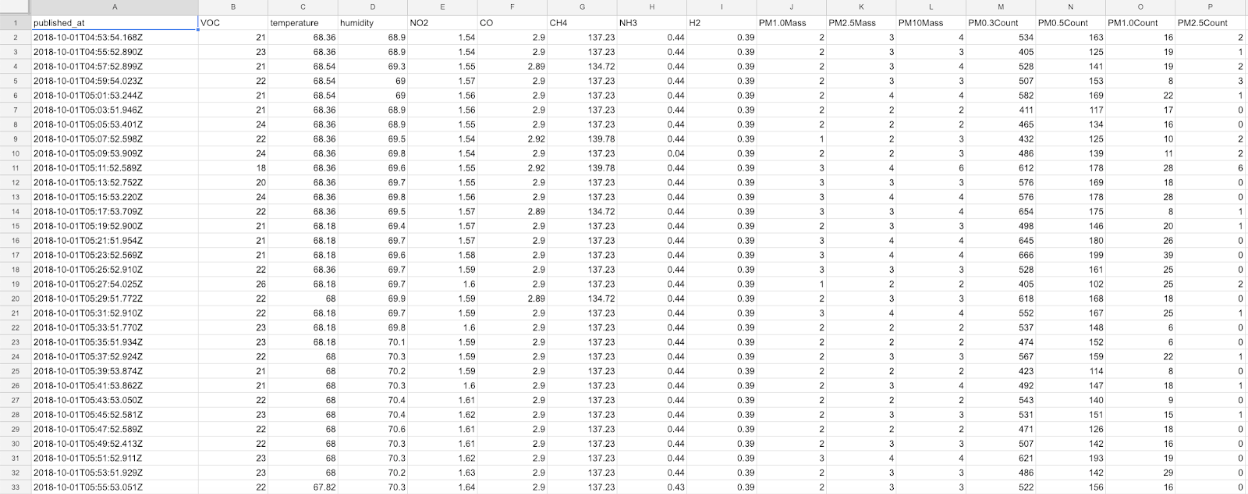 A B C D E F G H I J K L M N O P
1 published_at VOC temperature humidity NO2 CO CH4 NH3 H2 PM1.0Mass PM2.5Mass PM10Mass PM0.3Count PM0.5Count PM1.0Count PM2.5Count
2 2018-10-01T04:53:54.168Z 21 68.36 68.9 1.54 2.9 137.23 0.44 0.39 2 3 4 534 163 16 2
3 2018-10-01T04:55:52.890Z 23 68.36 68.9 1.54 2.9 137.23 0.44 0.39 2 3 3 405 125 19 1
4 2018-10-01T04:57:52.899Z 21 68.54 69.3 1.55 2.89 134.72 0.44 0.39 2 3 4 528 141 19 2
5 2018-10-01T04:59:54.023Z 22 68.54 69 1.57 2.9 137.23 0.44 0.39 2 3 3 507 153 8 3
6 2018-10-01T05:01:53.244Z 21 68.54 69 1.56 2.9 137.23 0.44 0.39 2 4 4 582 169 22 1
7 2018-10-01T05:03:51.946Z 21 68.36 68.9 1.56 2.9 137.23 0.44 0.39 2 2 2 411 117 17 0
8 2018-10-01T05:05:53.401Z 24 68.36 68.9 1.55 2.9 137.23 0.44 0.39 2 2 2 465 134 16 0
9 2018-10-01T05:07:52.598Z 22 68.36 69.5 1.54 2.92 139.78 0.44 0.39 1 2 3 432 125 10 2
10 2018-10-01T05:09:53.909Z 24 68.36 69.8 1.54 2.9 137.23 0.04 0.39 2 2 3 486 139 11 2
11 2018-10-01T05:11:52.589Z 18 68.36 69.6 1.55 2.92 139.78 0.44 0.39 3 4 6 612 178 28 6
12 2018-10-01T05:13:52.752Z 20 68.36 69.7 1.55 2.9 137.23 0.44 0.39 3 3 3 576 169 18 0
13 2018-10-01T05:15:53.220Z 24 68.36 69.8 1.56 2.9 137.23 0.44 0.39 3 4 4 576 178 28 0
14 2018-10-01T05:17:53.709Z 22 68.36 69.5 1.57 2.89 134.72 0.44 0.39 3 3 4 654 175 8 1
15 2018-10-01T05:19:52.900Z 21 68.18 69.4 1.57 2.9 137.23 0.44 0.39 2 3 3 498 146 20 1
16 2018-10-01T05:21:51.954Z 21 68.18 69.7 1.57 2.9 137.23 0.44 0.39 3 4 4 645 180 26 0
17 2018-10-01T05:23:52.569Z 21 68.18 69.6 1.58 2.9 137.23 0.44 0.39 3 4 4 666 199 39 0
18 2018-10-01T05:25:52.910Z 22 68.36 69.7 1.59 2.9 137.23 0.44 0.39 3 3 3 528 161 25 0
19 2018-10-01T05:27:54.025Z 26 68.18 69.7 1.6 2.9 137.23 0.44 0.39 1 2 2 405 102 25 2
20 2018-10-01T05:29:51.772Z 22 68 69.9 1.59 2.89 134.72 0.44 0.39 2 3 3 618 168 18 0
21 2018-10-01T05:31:52.910Z 22 68.18 69.7 1.59 2.9 137.23 0.44 0.39 3 4 4 552 167 25 1
22 2018-10-01T05:33:51.770Z 23 68.18 69.8 1.6 2.9 137.23 0.44 0.39 2 2 2 537 148 6 0
23 2018-10-01T05:35:51.934Z 23 68.18 70.1 1.59 2.9 137.23 0.44 0.39 2 2 2 474 152 6 0
24 2018-10-01T05:37:52.924Z 22 68 70.3 1.59 2.9 137.23 0.44 0.39 2 3 3 567 159 22 1
25 2018-10-01T05:39:53.874Z 21 68 70.2 1.59 2.9 137.23 0.44 0.39 2 2 2 423 114 8 0
26 2018-10-01T05:41:53.862Z 21 68 70.3 1.6 2.9 137.23 0.44 0.39 2 3 4 492 147 18 1
27 2018-10-01T05:43:53.050Z 22 68 70.4 1.61 2.9 137.23 0.44 0.39 2 2 2 543 140 9 0
28 2018-10-01T05:45:52.581Z 23 68 70.4 1.62 2.9 137.23 0.44 0.39 2 3 3 531 151 15 1
29 2018-10-01T05:47:52.589Z 22 68 70.6 1.61 2.9 137.23 0.44 0.39 2 2 2 471 126 18 0
30 2018-10-01T05:49:52.413Z 22 68 70.3 1.61 2.9 137.23 0.44 0.39 2 3 3 507 142 16 0
31 2018-10-01T05:51:52.911Z 23 68 70.3 1.62 2.9 137.23 0.44 0.39 3 4 4 621 193 19 0
32 2018-10-01T05:53:51.929Z 23 68 70.2 1.63 2.9 137.23 0.44 0.39 2 3 3 486 142 29 0
33 2018-10-01T05:55:53.051Z 22 67.82 70.3 1.64 2.9 137.23 0.43 0.39 2 3 3 522 156 16 0